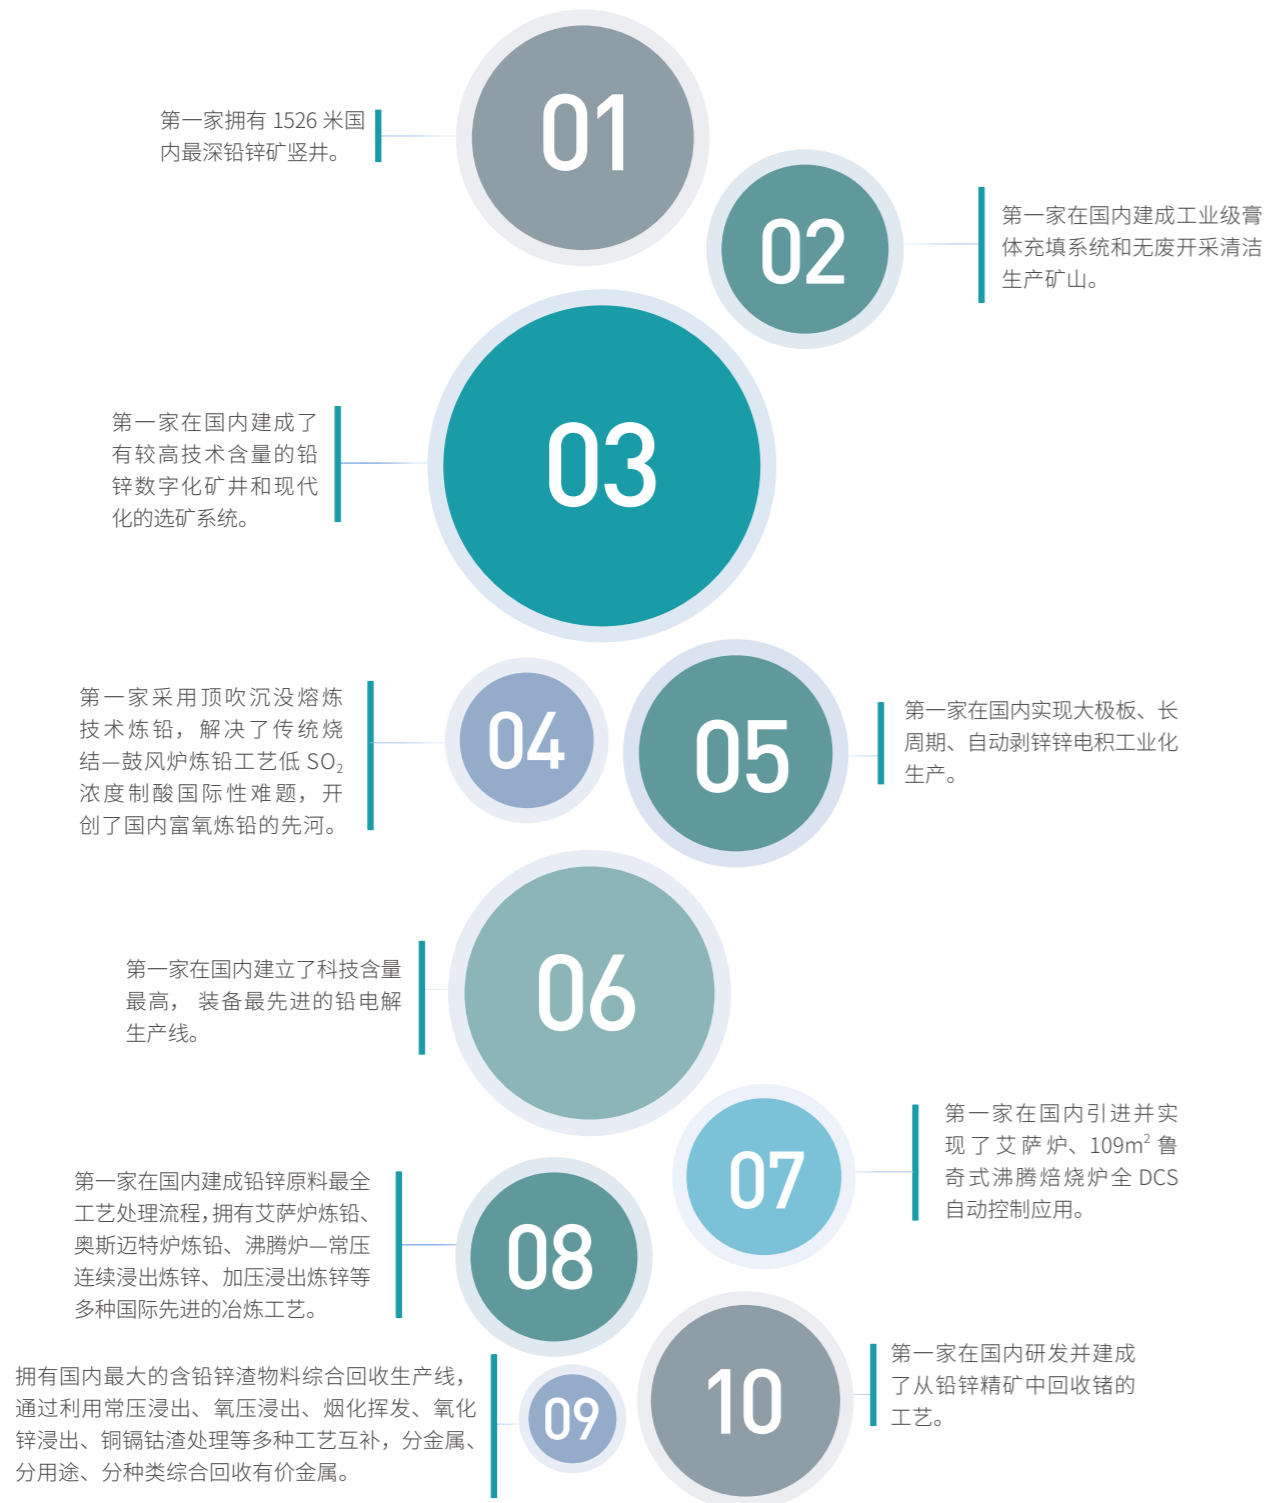 01
第一家拥有 1526 米国
内最深铅锌矿竖井。
02
第一家在国内建成工业级膏
体充填系统和无废开采清洁
生产矿山。
03
第一家在国内建成了
有较高技术含量的铅
锌数字化矿井和现代
化的选矿系统。
04
第一家采用顶吹沉没熔炼
技术炼铅，解决了传统烧
结—鼓风炉炼铅工艺低 SO₂
浓度制酸国际性难题，开
创了国内富氧炼铅的先河。
05
第一家在国内实现大极板、长
周期、自动剥锌锌电积工业化
生产。
06
第一家在国内建立了科技含量
最高， 装备最先进的铅电解
生产线。
07
第一家在国内引进并实
现了艾萨炉、109m² 鲁
奇式沸腾焙烧炉全 DCS
自动控制应用。
08
第一家在国内建成铅锌原料最全
工艺处理流程，拥有艾萨炉炼铅、
奥斯迈特炉炼铅、沸腾炉—常压
连续浸出炼锌、加压浸出炼锌等
多种国际先进的冶炼工艺。
09
拥有国内最大的含铅锌渣物料综合回收生产线，
通过利用常压浸出、氧压浸出、烟化挥发、氧化
锌浸出、铜镉钴渣处理等多种工艺互补，分金属、
分用途、分种类综合回收有价金属。
10
第一家在国内研发并建成
了从铅锌精矿中回收锗的
工艺。